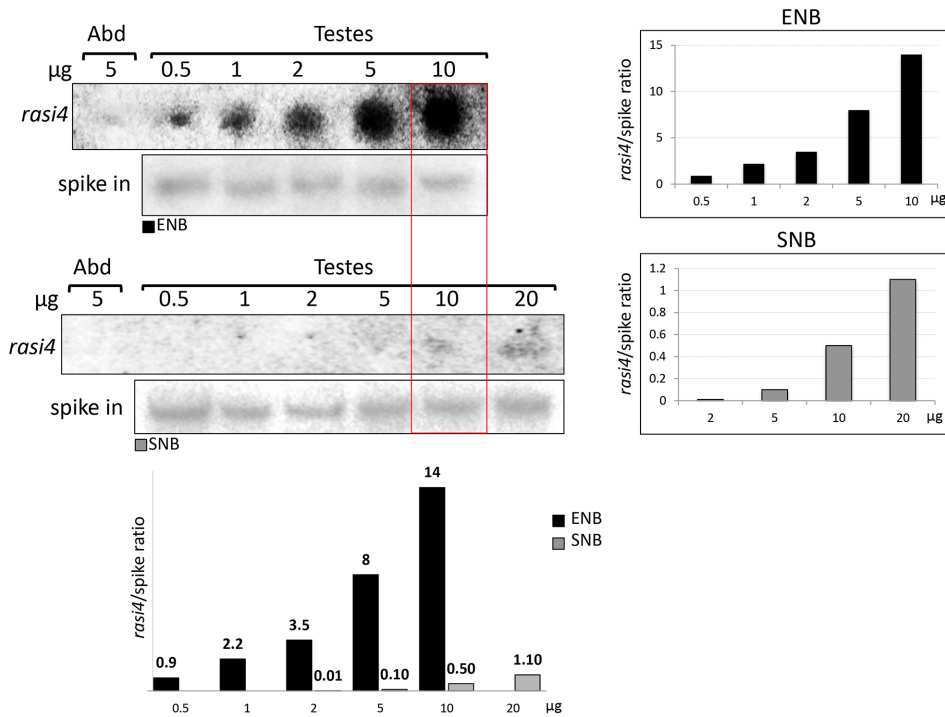 Abd Testes
µg 5 0.5 1 2 5 10
rasi4
spike in
ENB
Abd Testes
µg 5 0.5 1 2 5 10 20
rasi4
spike in
SNB
ENB
rasi4/spike ratio
15
10
5
0
0.5 1 2 5 10 µg
SNB
rasi4/spike ratio
1.2
1
0.8
0.6
0.4
0.2
0
2 5 10 20 µg
rasi4/spike ratio
0.9 2.2 3.5 0.01 8 0.10 14 0.50 1.10
0.5 1 2 5 10 20 µg
ENB
SNB